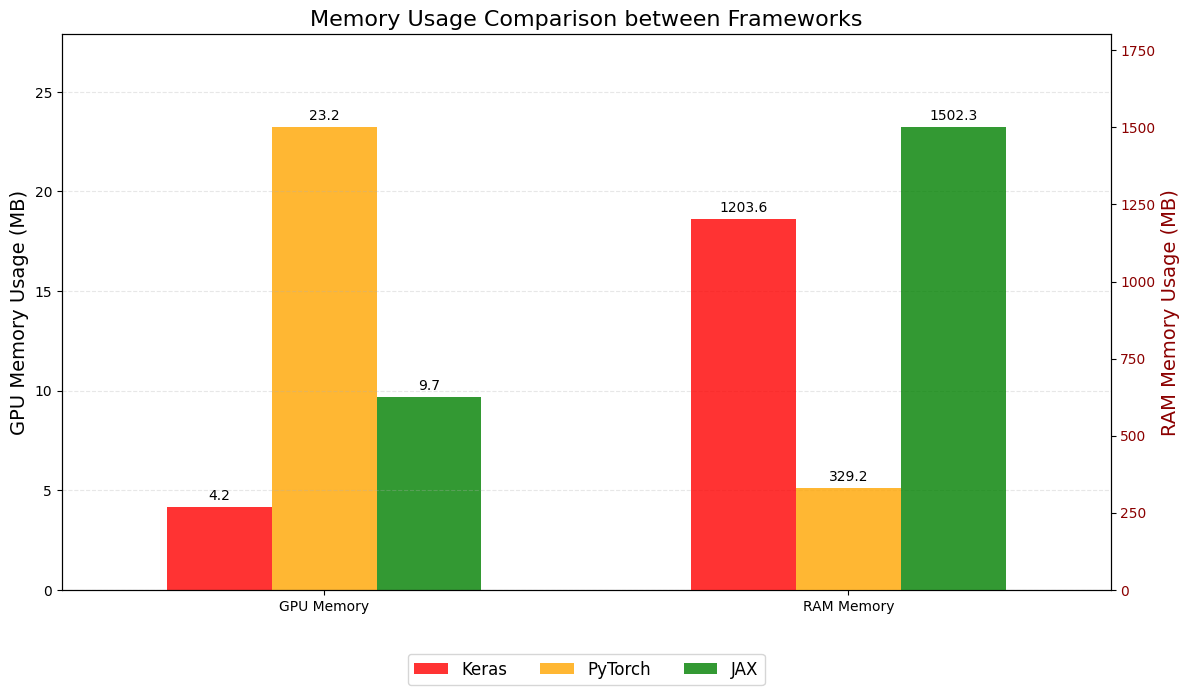 Memory Usage Comparison between Frameworks
GPU Memory Usage (MB)
25
20
15
10
5
0
23.2
9.7
4.2
1502.3
1203.6
329.2
1750
1500
1250
1000
750
500
250
0
RAM Memory Usage (MB)
GPU Memory
RAM Memory
Keras
PyTorch
JAX